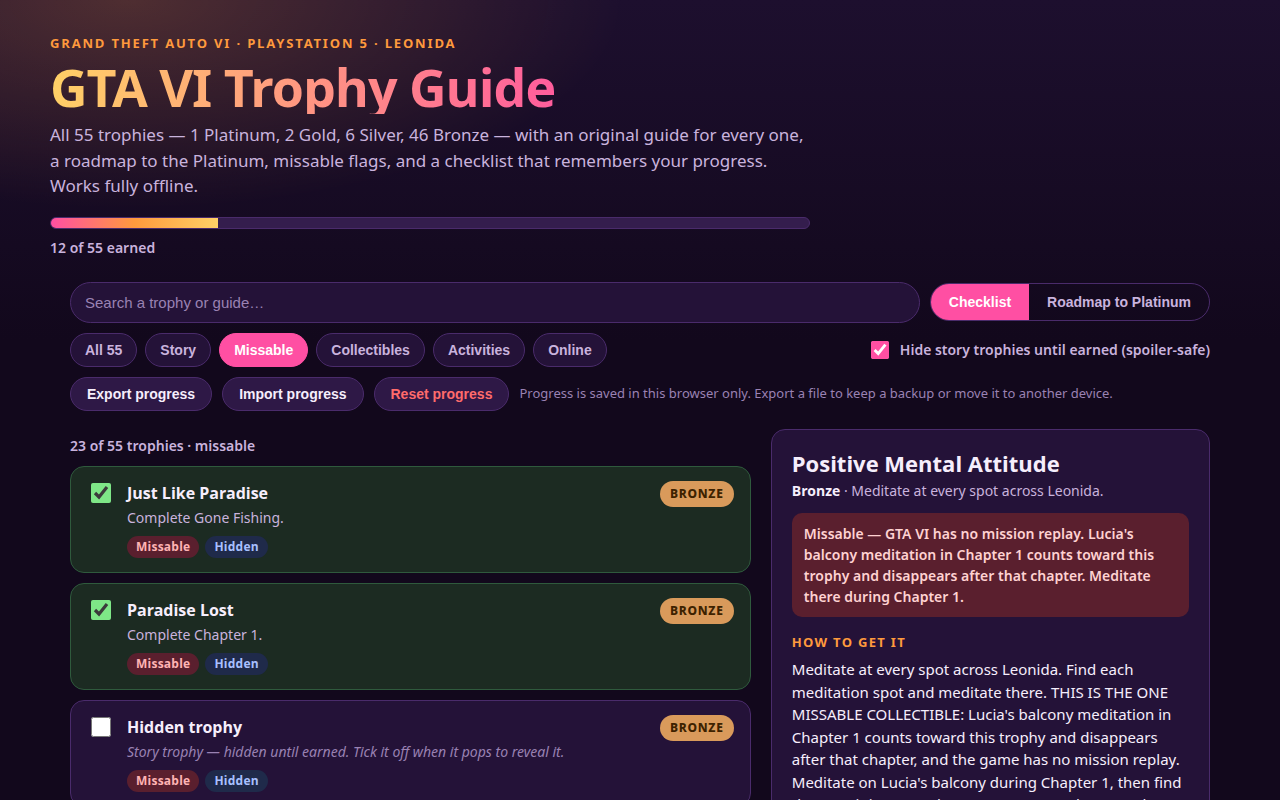 GRAND THEFT AUTO VI · PLAYSTATION 5 · LEONIDA
GTA VI Trophy Guide
All 55 trophies — 1 Platinum, 2 Gold, 6 Silver, 46 Bronze — with an original guide for every one,
a roadmap to the Platinum, missable flags, and a checklist that remembers your progress.
Works fully offline.
12 of 55 earned
Search a trophy or guide…
Checklist
Roadmap to Platinum
All 55
Story
Missable
Collectibles
Activities
Online
Hide story trophies until earned (spoiler-safe)
Export progress
Import progress
Reset progress
Progress is saved in this browser only. Export a file to keep a backup or move it to another device.
23 of 55 trophies · missable
Just Like Paradise
BRONZE
Complete Gone Fishing.
Missable
Hidden
Paradise Lost
BRONZE
Complete Chapter 1.
Missable
Hidden
Hidden trophy
BRONZE
Story trophy — hidden until earned. Tick it off when it pops to reveal it.
Missable
Hidden
Positive Mental Attitude
Bronze · Meditate at every spot across Leonida.
Missable — GTA VI has no mission replay. Lucia's
balcony meditation in Chapter 1 counts toward this
trophy and disappears after that chapter. Meditate
there during Chapter 1.
HOW TO GET IT
Meditate at every spot across Leonida. Find each
meditation spot and meditate there. THIS IS THE ONE
MISSABLE COLLECTIBLE: Lucia's balcony meditation in
Chapter 1 counts toward this trophy and disappears
after that chapter, and the game has no mission replay.
Meditate on Lucia's balcony during Chapter 1, then find